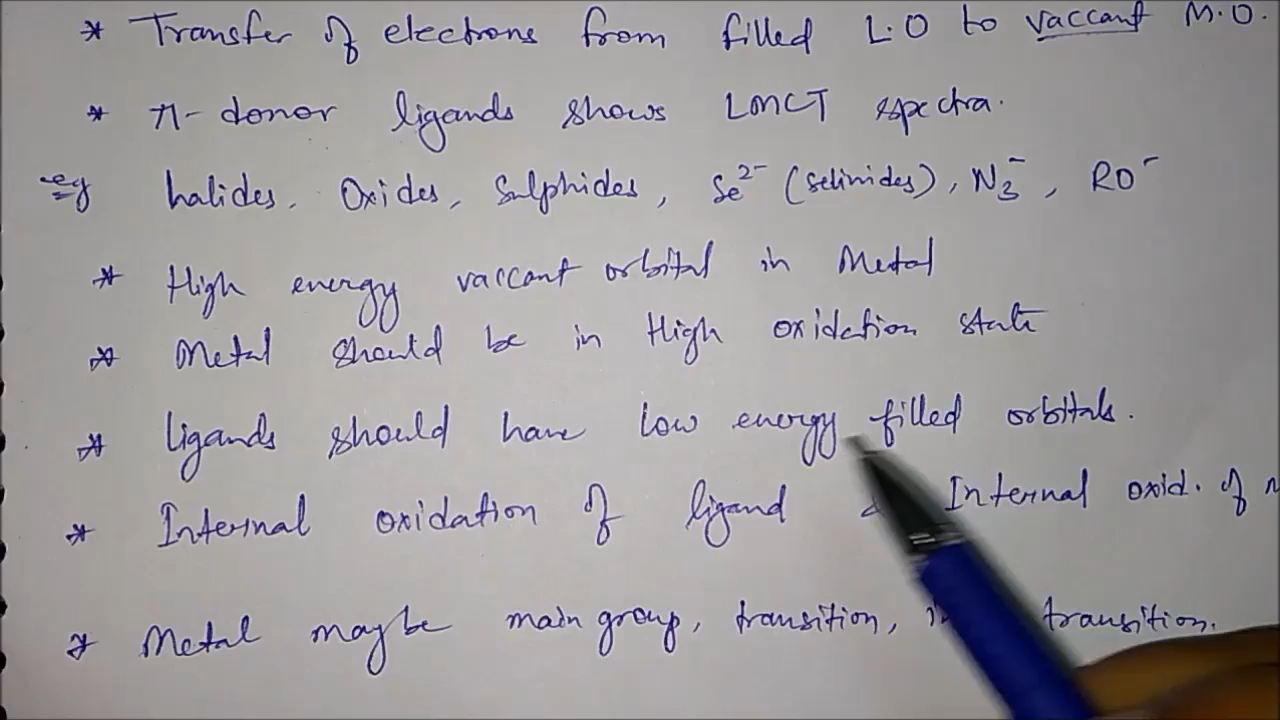 * Transfer of electrons from filled L.O to vaccant M.O.
* π-donor ligands shows LMCT spectra.
eg halides, Oxides, Sulphides, Se²⁻ (selinides), N₃⁻, RO⁻
* High energy vaccant orbital in Metal
* Metal should be in High oxidation state
* ligands should have low energy filled orbitals.
* Internal oxidation of ligand Internal oxid. of
* Metal maybe main group, transition, transition.